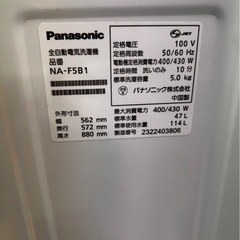 Panasonic
全自動電気洗濯機
品番
NA-F5B1
外形寸法
幅 562 mm
奥行 572 mm
高さ 880 mm
JET
定格電圧 100 V
定格周波数 50/60 Hz
電動機定格消費電力 400/430 W
定格時間 洗いのみ 10 分
標準洗濯容量 5.0 kg
パナソニック株式会社
中国製
最大消費電力 400/430 W
標準水量 47 L
標準使用水量 114 L
製造番号 2322403806